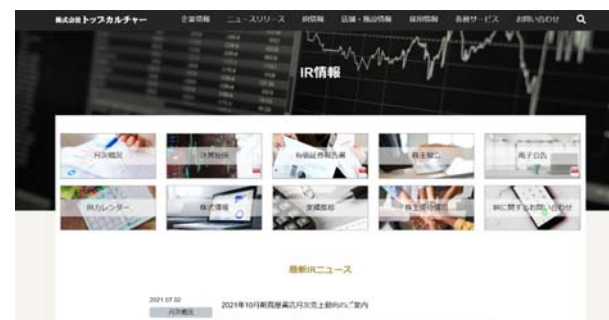 株式会社トップカルチャー 企業情報 ニュースリリース IR情報 店舗・施設情報 採用情報 各種サービス お問い合わせ
IR情報
月次概況 決算短信 有価証券報告書 株主総会 電子公告
IRカレンダー 株式情報 業績推移 株主優待情報 IRに関するお問い合わせ
最新IRニュース
2021.07.02
月次概況
2021年10月期蔦屋書店月次売上動向のご案内